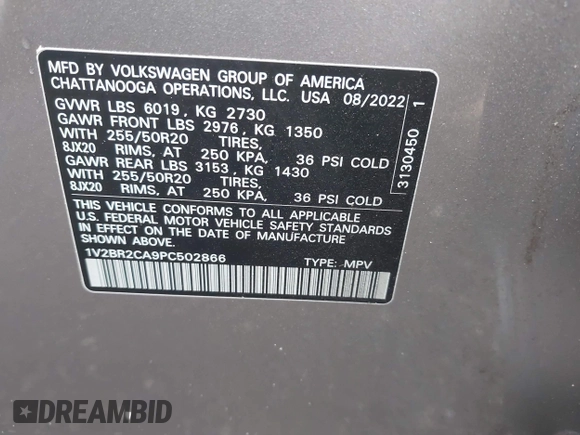 MFD BY VOLKSWAGEN GROUP OF AMERICA
CHATTANOOGA OPERATIONS, LLC. USA 08/2022
GVWR LBS 6019, KG 2730
GAWR FRONT LBS 2976, KG 1350
WITH 255/50R20 TIRES,
8JX20 RIMS, AT 250 KPA, 36 PSI COLD
GAWR REAR LBS 3153, KG 1430
WITH 255/50R20 TIRES,
8JX20 RIMS, AT 250 KPA, 36 PSI COLD
THIS VEHICLE CONFORMS TO ALL APPLICABLE
U.S. FEDERAL MOTOR VEHICLE SAFETY STANDARDS
IN EFFECT ON THE DATE OF MANUFACTURE
SHOWN ABOVE.
1V2BR2CA9PC502866 TYPE: MPV
3130450 1
DREAMBID